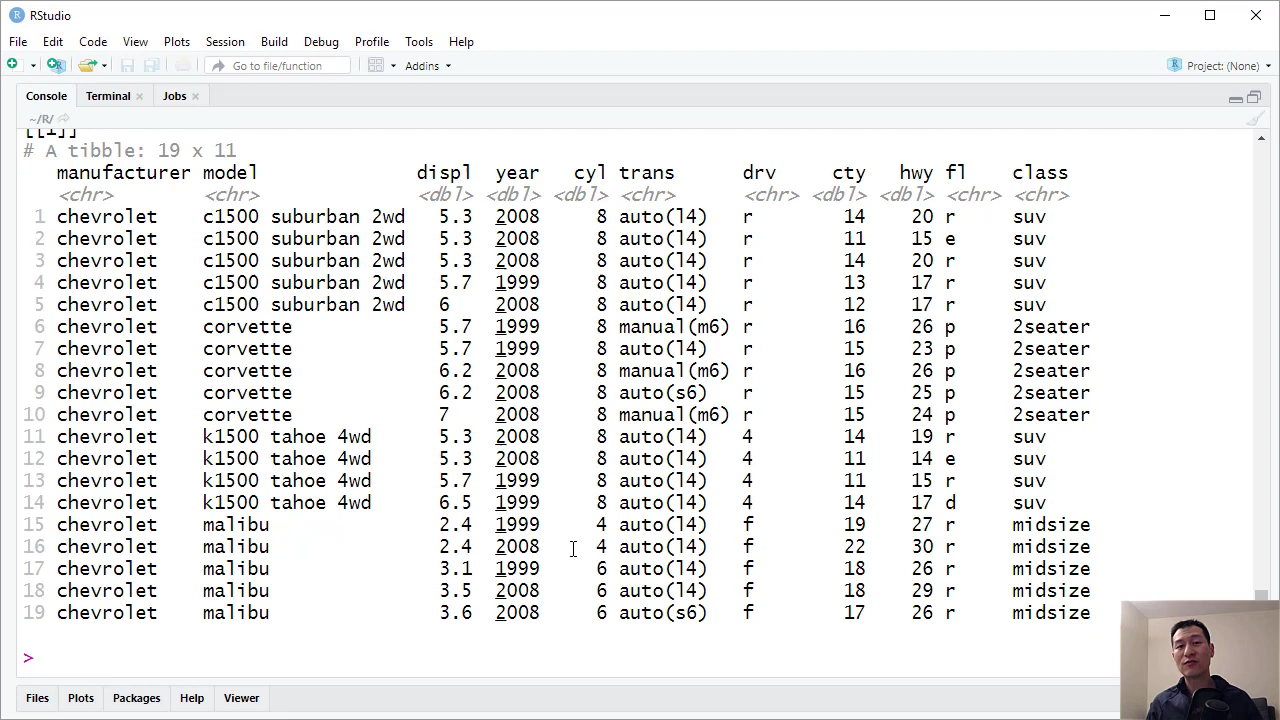 RStudio
File Edit Code View Plots Session Build Debug Profile Tools Help
Go to file/function Addins Project: (None)
Console Terminal Jobs
~/R/
[[1]]
# A tibble: 19 x 11
manufacturer model displ year cyl trans drv cty hwy fl class
<chr> <chr> <dbl> <dbl> <dbl> <chr> <chr> <dbl> <dbl> <chr> <chr>
1 chevrolet c1500 suburban 2wd 5.3 2008 8 auto(l4) r 14 20 r suv
2 chevrolet c1500 suburban 2wd 5.3 2008 8 auto(l4) r 11 15 e suv
3 chevrolet c1500 suburban 2wd 5.3 2008 8 auto(l4) r 14 20 r suv
4 chevrolet c1500 suburban 2wd 5.7 1999 8 auto(l4) r 13 17 r suv
5 chevrolet c1500 suburban 2wd 6 2008 8 auto(l4) r 12 17 r suv
6 chevrolet corvette 5.7 1999 8 manual(m6) r 16 26 p 2seater
7 chevrolet corvette 5.7 1999 8 auto(l4) r 15 23 p 2seater
8 chevrolet corvette 6.2 2008 8 manual(m6) r 16 26 p 2seater
9 chevrolet corvette 6.2 2008 8 auto(s6) r 15 25 p 2seater
10 chevrolet corvette 7 2008 8 manual(m6) r 15 24 p 2seater
11 chevrolet k1500 tahoe 4wd 5.3 2008 8 auto(l4) 4 14 19 r suv
12 chevrolet k1500 tahoe 4wd 5.3 2008 8 auto(l4) 4 11 14 e suv
13 chevrolet k1500 tahoe 4wd 5.7 1999 8 auto(l4) 4 11 15 r suv
14 chevrolet k1500 tahoe 4wd 6.5 1999 8 auto(l4) 4 14 17 d suv
15 chevrolet malibu 2.4 1999 4 auto(l4) f 19 27 r midsize
16 chevrolet malibu 2.4 2008 4 auto(l4) f 22 30 r midsize
17 chevrolet malibu 3.1 1999 6 auto(l4) f 18 26 r midsize
18 chevrolet malibu 3.5 2008 6 auto(l4) f 18 29 r midsize
19 chevrolet malibu 3.6 2008 6 auto(s6) f 17 26 r midsize
>
Files Plots Packages Help Viewer